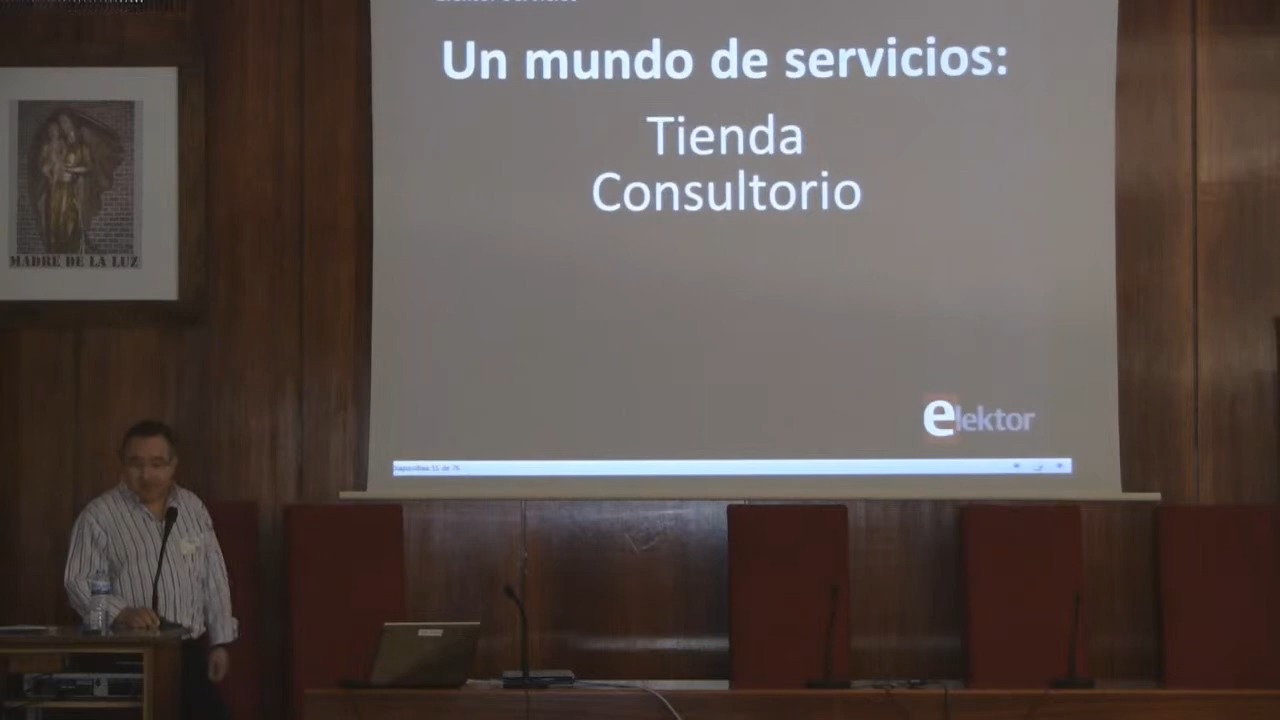 Un mundo de servicios:
Tienda
Consultorio
MADRE DE LA LUZ
elektor